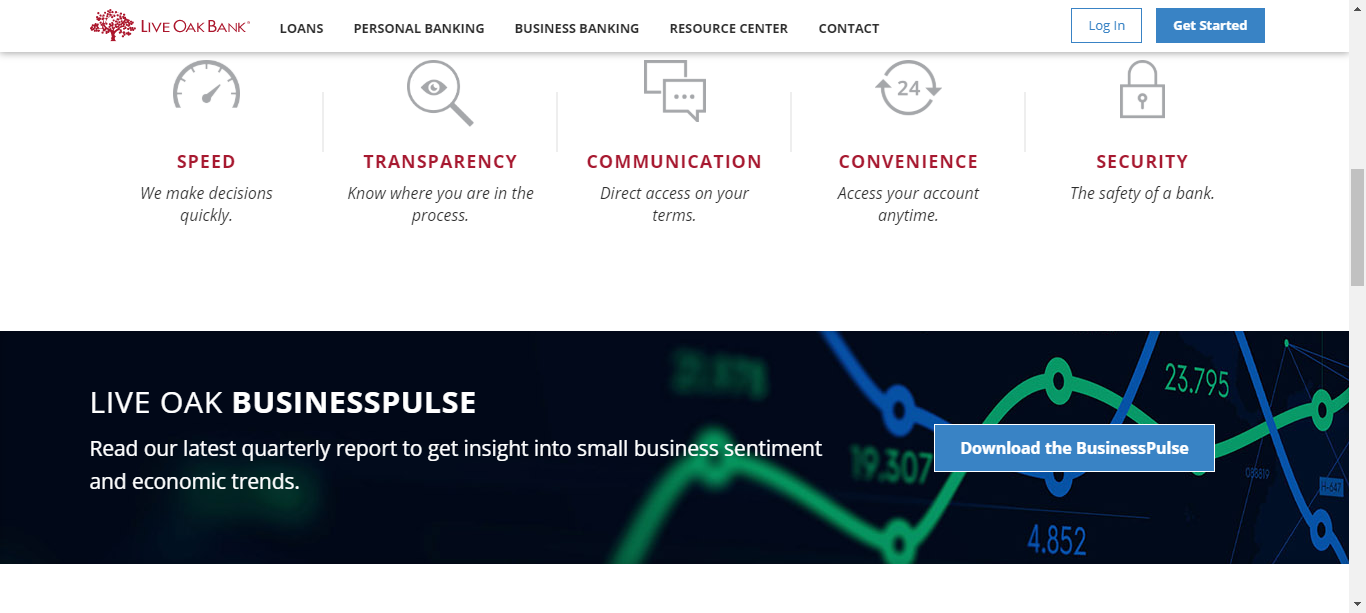 LIVE OAK BANK
LOANS
PERSONAL BANKING
BUSINESS BANKING
RESOURCE CENTER
CONTACT
Log In
Get Started
24
SPEED
We make decisions
quickly.
TRANSPARENCY
Know where you are in the
process.
COMMUNICATION
Direct access on your
terms.
CONVENIENCE
Access your account
anytime.
SECURITY
The safety of a bank.
LIVE OAK BUSINESSPULSE
Read our latest quarterly report to get insight into small business sentiment
and economic trends.
Download the BusinessPulse
23.795
19.307
4.852
H-647